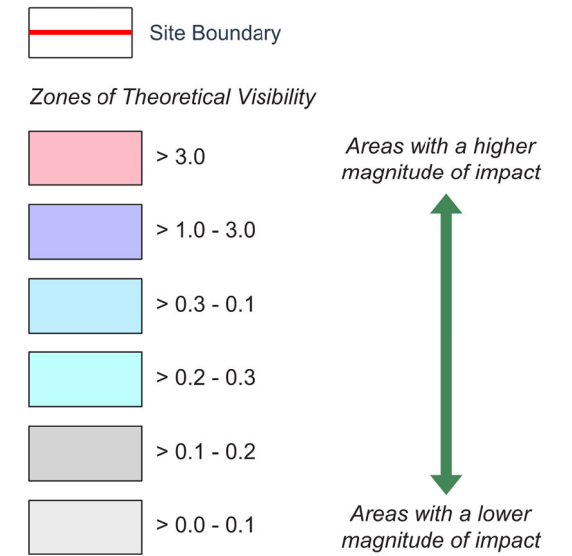 Site Boundary
Zones of Theoretical Visibility
> 3.0
Areas with a higher
magnitude of impact
> 1.0 - 3.0
> 0.3 - 0.1
> 0.2 - 0.3
> 0.1 - 0.2
> 0.0 - 0.1
Areas with a lower
magnitude of impact